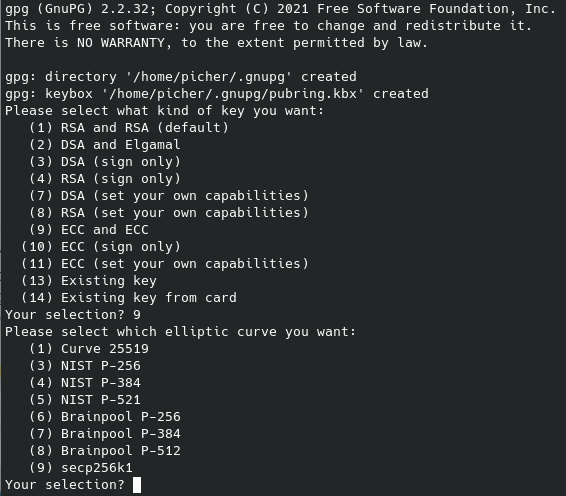 gpg (GnuPG) 2.2.32; Copyright (C) 2021 Free Software Foundation, Inc.
This is free software: you are free to change and redistribute it.
There is NO WARRANTY, to the extent permitted by law.

gpg: directory '/home/picher/.gnupg' created
gpg: keybox '/home/picher/.gnupg/pubring.kbx' created
Please select what kind of key you want:
   (1) RSA and RSA (default)
   (2) DSA and Elgamal
   (3) DSA (sign only)
   (4) RSA (sign only)
   (7) DSA (set your own capabilities)
   (8) RSA (set your own capabilities)
   (9) ECC and ECC
  (10) ECC (sign only)
  (11) ECC (set your own capabilities)
  (13) Existing key
  (14) Existing key from card
Your selection? 9
Please select which elliptic curve you want:
   (1) Curve 25519
   (3) NIST P-256
   (4) NIST P-384
   (5) NIST P-521
   (6) Brainpool P-256
   (7) Brainpool P-384
   (8) Brainpool P-512
   (9) secp256k1
Your selection?